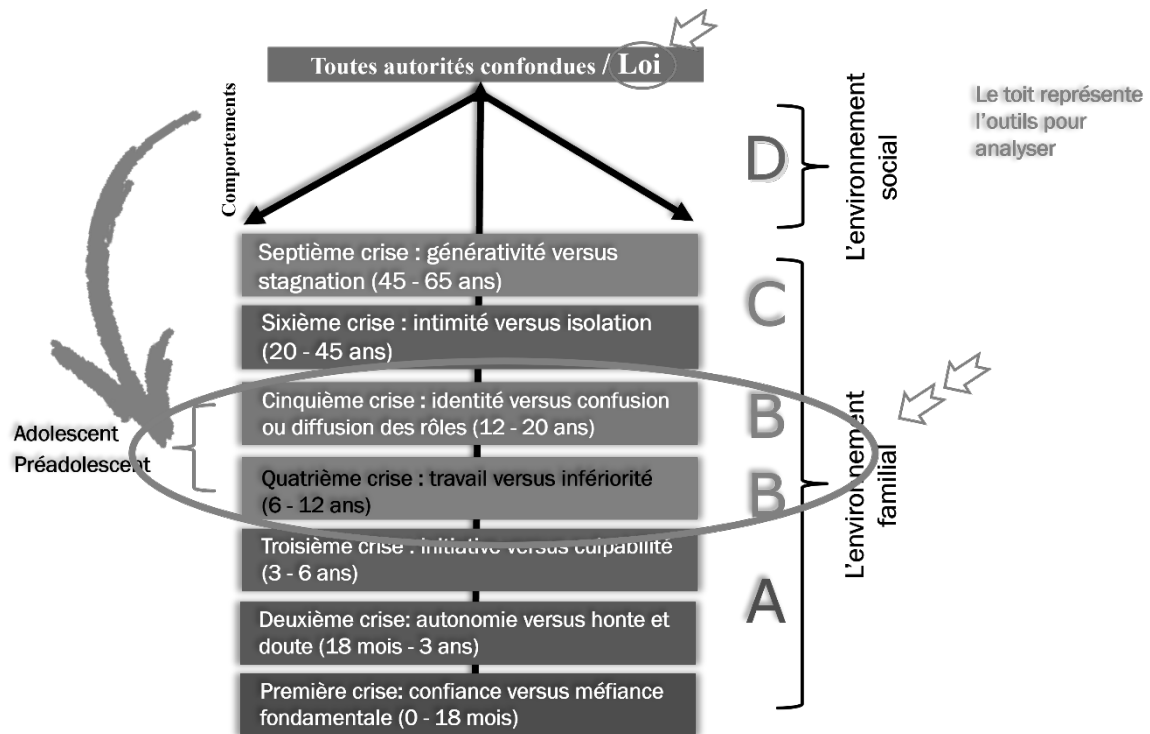 Toutes autorités confondues / Loi
Comportements
D
L'environnement
social
Le toit représente
l'outils pour
analyser
Septième crise : générativité versus
stagnation (45 - 65 ans)
C
Sixième crise : intimité versus isolation
(20 - 45 ans)
Cinquième crise : identité versus confusion
ou diffusion des rôles (12 - 20 ans)
B
Adolescent
Préadolescent
Quatrième crise : travail versus infériorité
(6 - 12 ans)
B
L'environnement
familial
Troisième crise : initiative versus culpabilité
(3 - 6 ans)
A
Deuxième crise: autonomie versus honte et
doute (18 mois - 3 ans)
Première crise: confiance versus méfiance
fondamentale (0 - 18 mois)